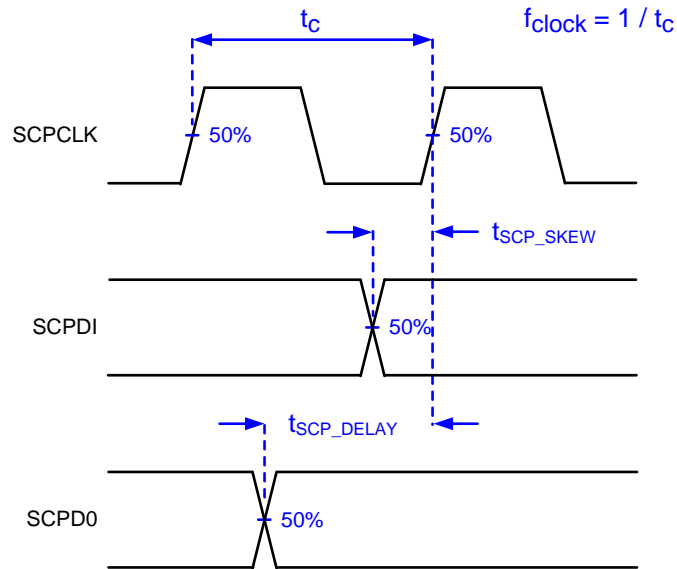 tc fclock = 1 / tc
SCPCLK 50% 50%
tSCP_SKEW
SCPDI 50%
tSCP_DELAY
SCPD0 50%